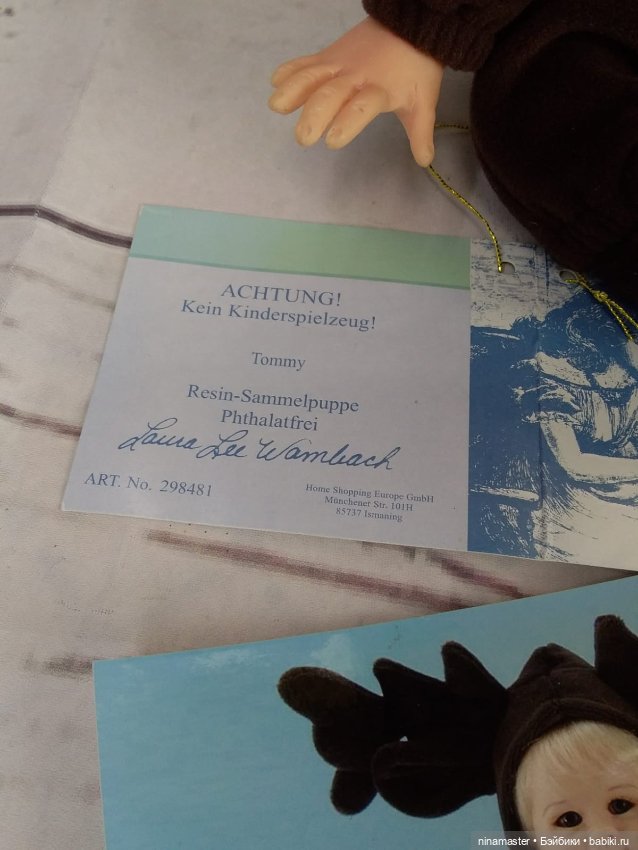 ACHTUNG!
Kein Kinderspielzeug!
Tommy
Resin-Sammelpuppe
Phthalatfrei
Laura Lee Wambach
ART. No. 298481
Home Shopping Europe GmbH
Münchener Str. 101H
85737 Ismaning
ninamaster • Бэйбики • babiki.ru